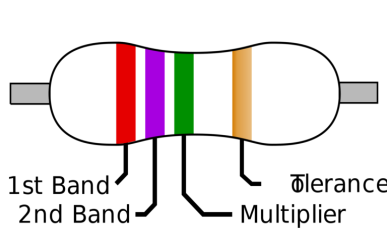 1st Band
2nd Band
Multiplier
Tolerance